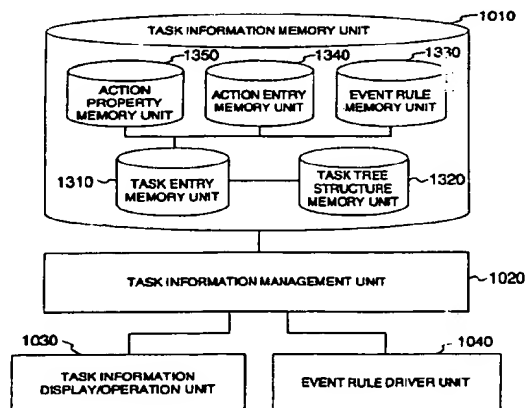 1010
TASK INFORMATION MEMORY UNIT
1350
1340
1330
ACTION
PROPERTY
MEMORY UNIT
ACTION ENTRY
MEMORY UNIT
EVENT RULE
MEMORY UNIT
1310
TASK ENTRY
MEMORY UNIT
TASK TREE
STRUCTURE
MEMORY UNIT
1320
TASK INFORMATION MANAGEMENT UNIT
1020
1030
1040
TASK INFORMATION
DISPLAY/OPERATION UNIT
EVENT RULE DRIVER UNIT